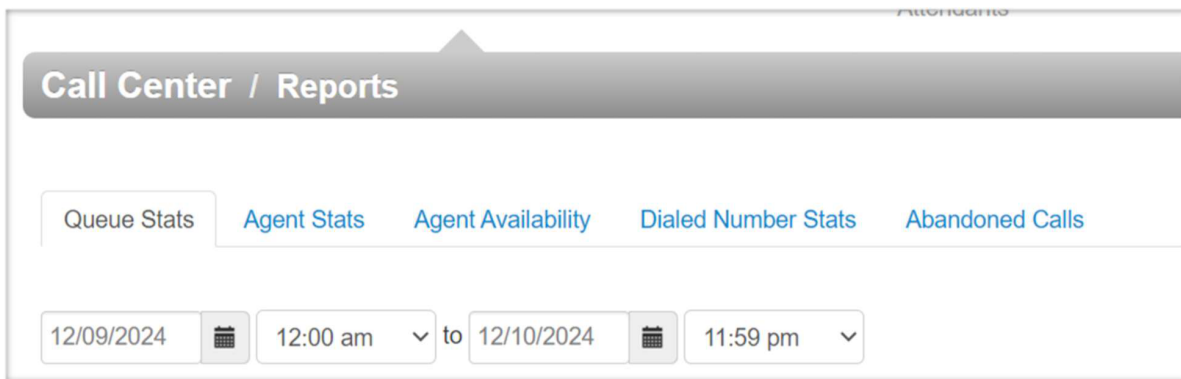 Attendants
Call Center / Reports
Queue Stats Agent Stats Agent Availability Dialed Number Stats Abandoned Calls
12/09/2024 12:00 am to 12/10/2024 11:59 pm